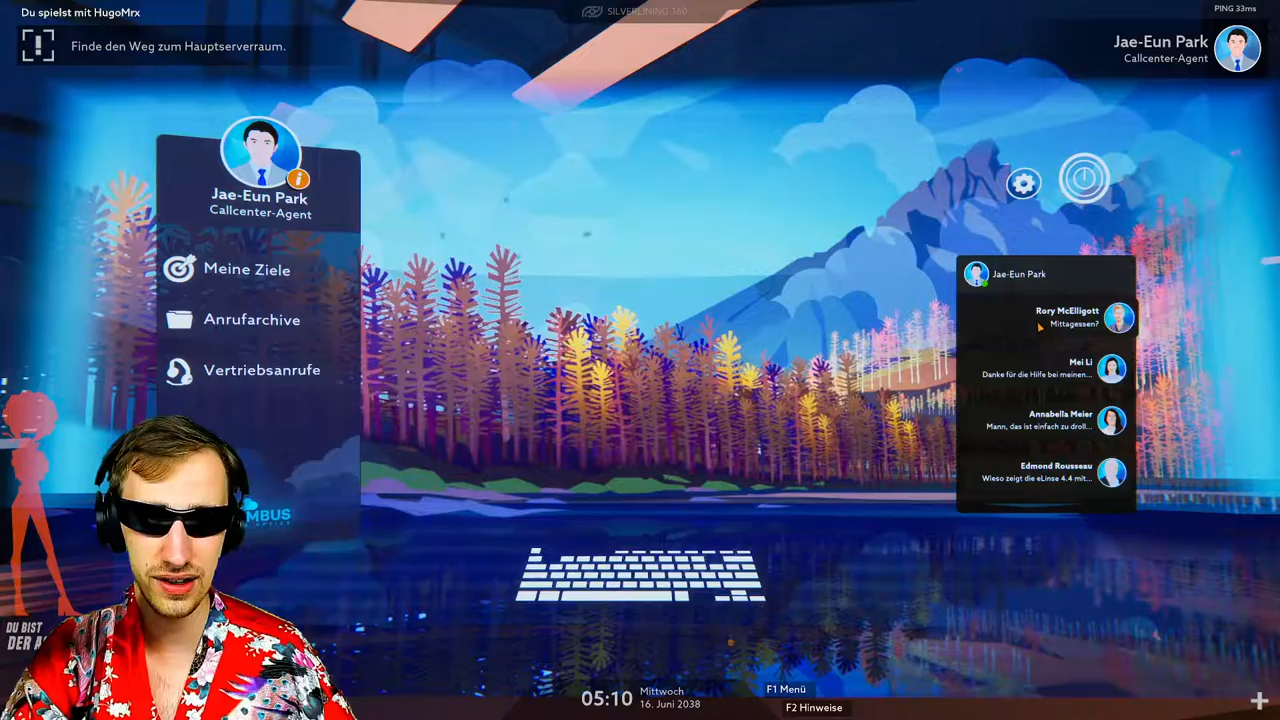 Du spielst mit HugoMrx
Finde den Weg zum Hauptserverraum.
SILVERLINING 360
PING 33ms
Jae-Eun Park
Callcenter-Agent
Jae-Eun Park
Callcenter-Agent
Meine Ziele
Anrufarchive
Vertriebsanrufe
MBUS
Jae-Eun Park
Rory McElligott
Mittagessen?
Mei Li
Danke für die Hilfe bei meinen...
Annabella Meier
Mann, das ist einfach zu droll...
Edmond Rousseau
Wieso zeigt die eLinse 4.4 mit...
DU BIST
DER A
05:10
Mittwoch
16. Juni 2038
F1 Menü
F2 Hinweise